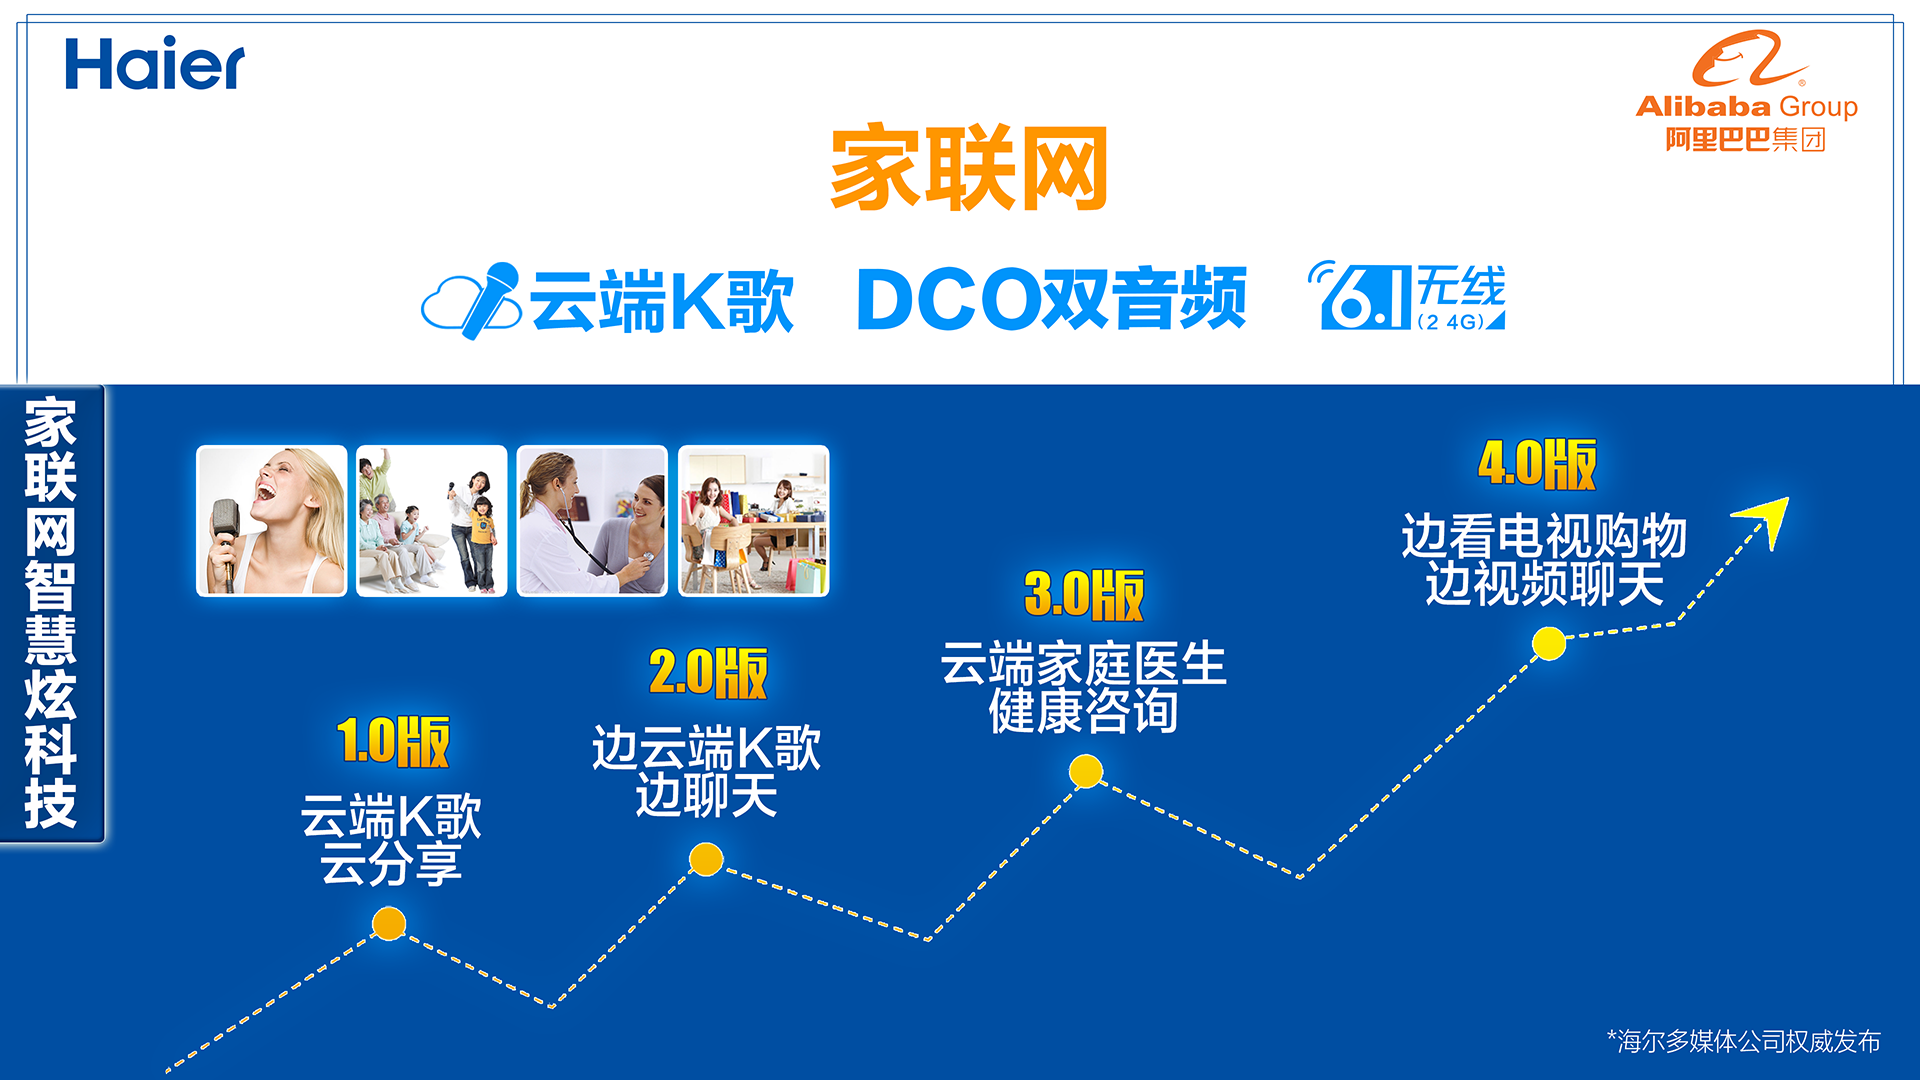 Haier
Alibaba Group
阿里巴巴集团
家联网
云端K歌 DCO双音频 6.1无线
(2 4G)
家联网智慧炫科技
1.0版
云端K歌
云分享
2.0版
边云端K歌
边聊天
3.0版
云端家庭医生
健康咨询
4.0版
边看电视购物
边视频聊天
*海尔多媒体公司权威发布